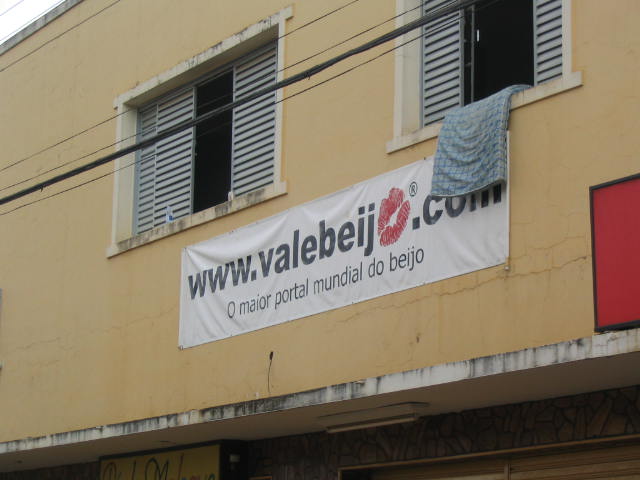 www.valebeijo.com
O maior portal mundial do beijo